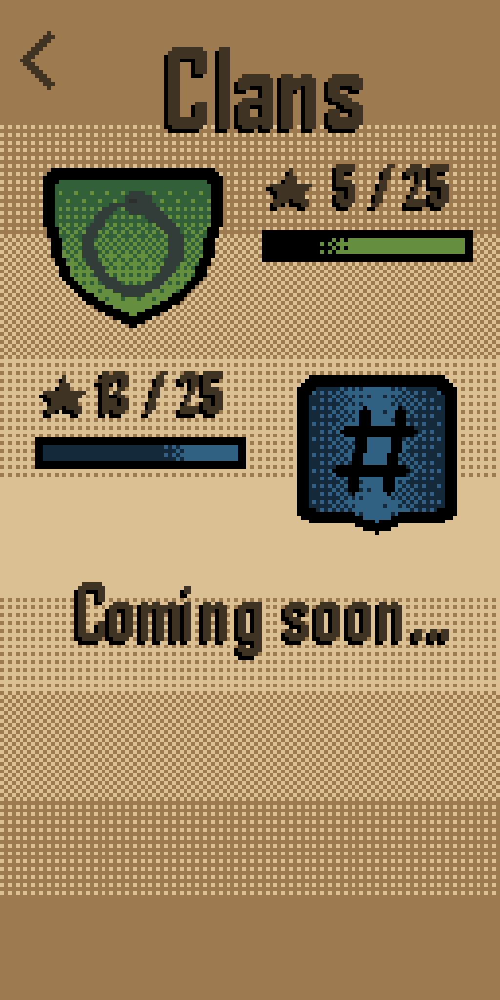 Clans
★ 5 / 25
★ 13 / 25
#
Coming soon...